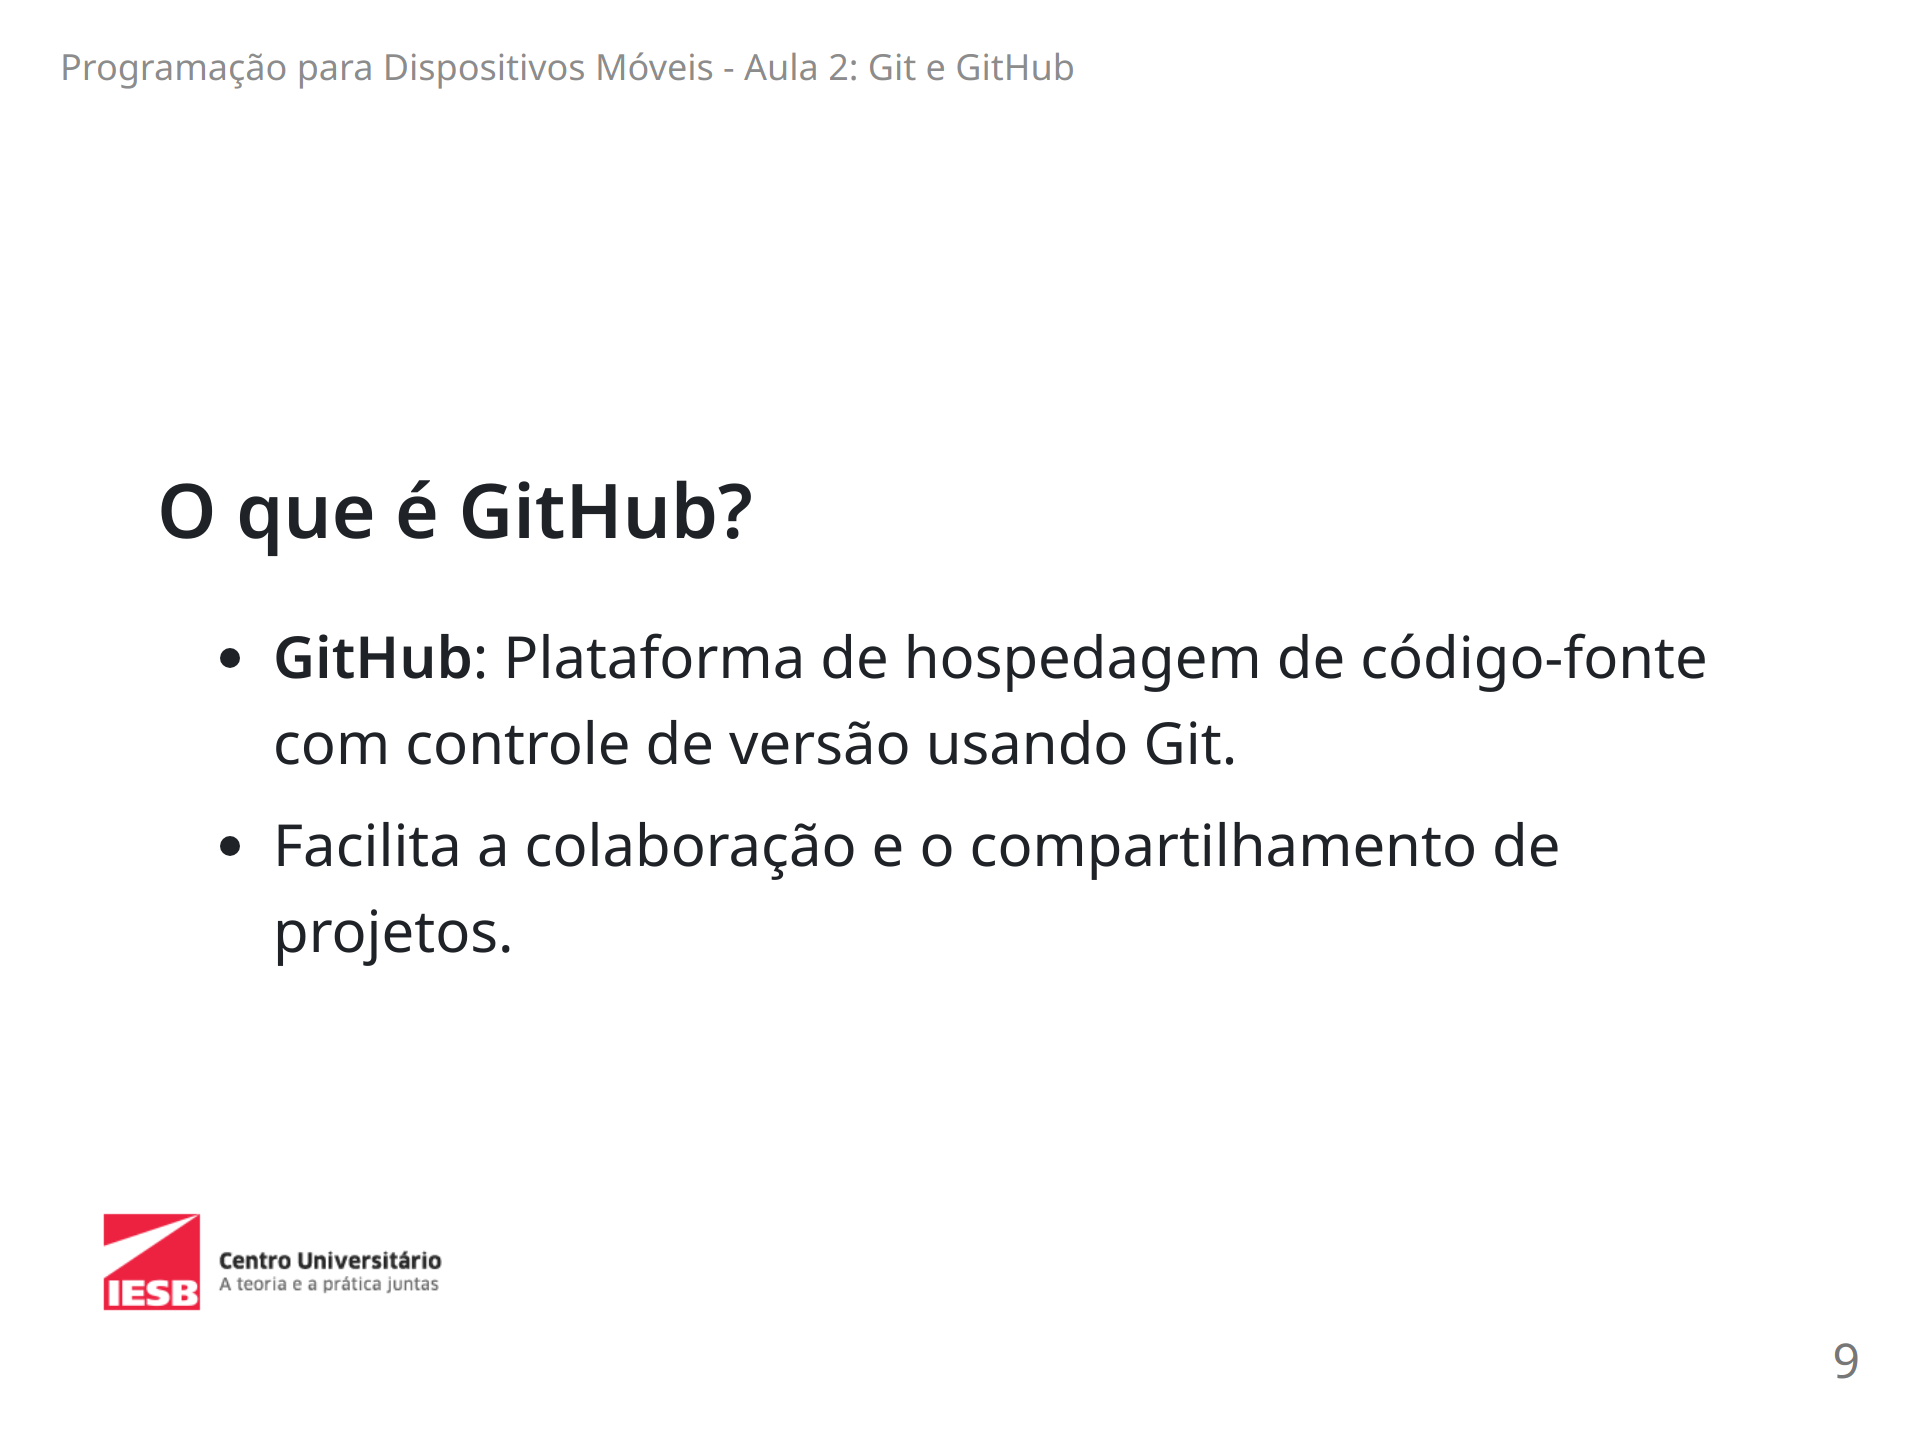 Programação para Dispositivos Móveis - Aula 2: Git e GitHub
O que é GitHub?
• GitHub: Plataforma de hospedagem de código-fonte
com controle de versão usando Git.
• Facilita a colaboração e o compartilhamento de
projetos.
IESB
Centro Universitário
A teoria e a prática juntas
9